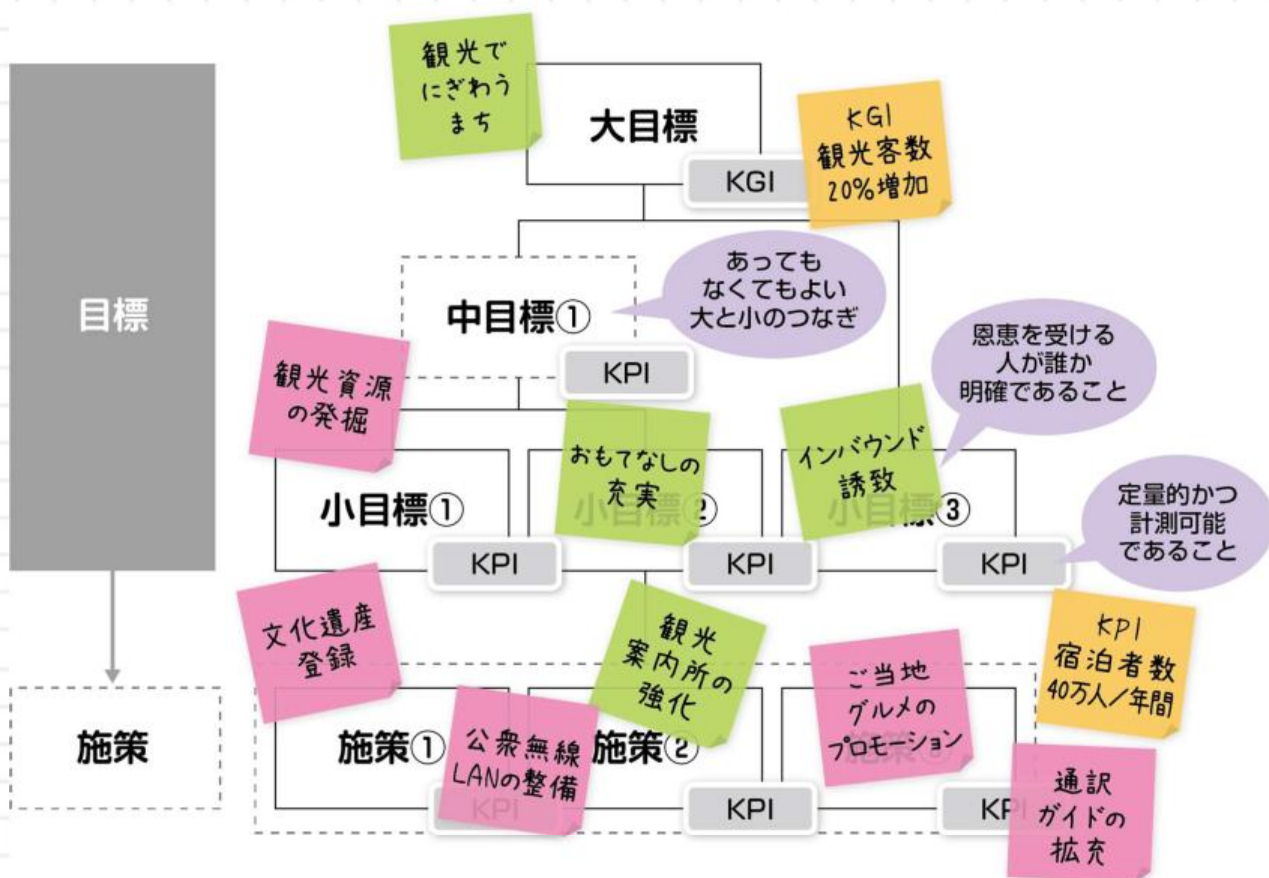 観光で
にぎわう
まち
大目標
KGI
KGI
観光客数
20%増加
目標
中目標①
KPI
あっても
なくてもよい
大と小のつなぎ
恩恵を受ける
人が誰か
明確であること
観光資源
の発掘
おもてなしの
充実
インバウンド
誘致
小目標①
KPI
小目標②
KPI
小目標③
KPI
定量的かつ
計測可能
であること
文化遺産
登録
観光
案内所の
強化
ご当地
グルメの
プロモーション
KPI
宿泊者数
40万人/年間
施策
施策①
KPI
公衆無線
LANの整備
施策②
KPI
施策③
KPI
通訳
ガイドの
拡充